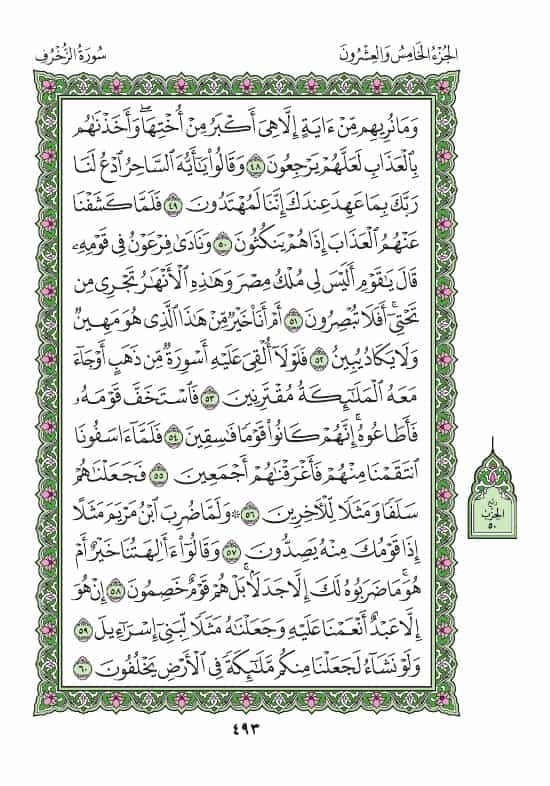 الجُزْءُ الخَامِسُ وَالعِشْرُونَ
سُورَةُ الزُّخْرُفِ
وَمَا نُرِيهِم مِّنْ ءَايَةٍ إِلَّا هِىَ أَكْبَرُ مِنْ أُخْتِهَا ۖ وَأَخَذْنَٰهُم
بِٱلْعَذَابِ لَعَلَّهُمْ يَرْجِعُونَ ٤٨ وَقَالُوا۟ يَٰٓأَيُّهَ ٱلسَّاحِرُ ٱدْعُ لَنَا
رَبَّكَ بِمَا عَهِدَ عِندَكَ إِنَّنَا لَمُهْتَدُونَ ٤٩ فَلَمَّا كَشَفْنَا
عَنْهُمُ ٱلْعَذَابَ إِذَا هُمْ يَنكُثُونَ ٥٠ وَنَادَىٰ فِرْعَوْنُ فِى قَوْمِهِۦ
قَالَ يَٰقَوْمِ أَلَيْسَ لِى مُلْكُ مِصْرَ وَهَٰذِهِ ٱلْأَنْهَٰرُ تَجْرِى مِن
تَحْتِىٓ ۖ أَفَلَا تُبْصِرُونَ ٥١ أَمْ أَنَا۠ خَيْرٌ مِّنْ هَٰذَا ٱلَّذِى هُوَ مَهِينٌ
وَلَا يَكَادُ يُبِينُ ٥٢ فَلَوْلَآ أُلْقِىَ عَلَيْهِ أَسْوِرَةٌ مِّن ذَهَبٍ أَوْ جَآءَ
مَعَهُ ٱلْمَلَٰٓئِكَةُ مُقْتَرِنِينَ ٥٣ فَٱسْتَخَفَّ قَوْمَهُۥ
فَأَطَاعُوهُ ۚ إِنَّهُمْ كَانُوا۟ قَوْمًا فَٰسِقِينَ ٥٤ فَلَمَّآ ءَاسَفُونَا
ٱنتَقَمْنَا مِنْهُمْ فَأَغْرَقْنَٰهُمْ أَجْمَعِينَ ٥٥ فَجَعَلْنَٰهُمْ
سَلَفًا وَمَثَلًا لِّلْءَاخِرِينَ ٥٦ ۞ وَلَمَّا ضُرِبَ ٱبْنُ مَرْيَمَ مَثَلًا
إِذَا قَوْمُكَ مِنْهُ يَصِدُّونَ ٥٧ وَقَالُوٓا۟ ءَأَٰلِهَتُنَا خَيْرٌ أَمْ
هُوَ ۚ مَا ضَرَبُوهُ لَكَ إِلَّا جَدَلًۢا ۚ بَلْ هُمْ قَوْمٌ خَصِمُونَ ٥٨ إِنْ هُوَ
إِلَّا عَبْدٌ أَنْعَمْنَا عَلَيْهِ وَجَعَلْنَٰهُ مَثَلًا لِّبَنِىٓ إِسْرَٰٓءِيلَ ٥٩
وَلَوْ نَشَآءُ لَجَعَلْنَا مِنكُم مَّلَٰٓئِكَةً فِى ٱلْأَرْضِ يَخْلُفُونَ ٦٠
ربع
الحزب
٥٠
٤٩٣